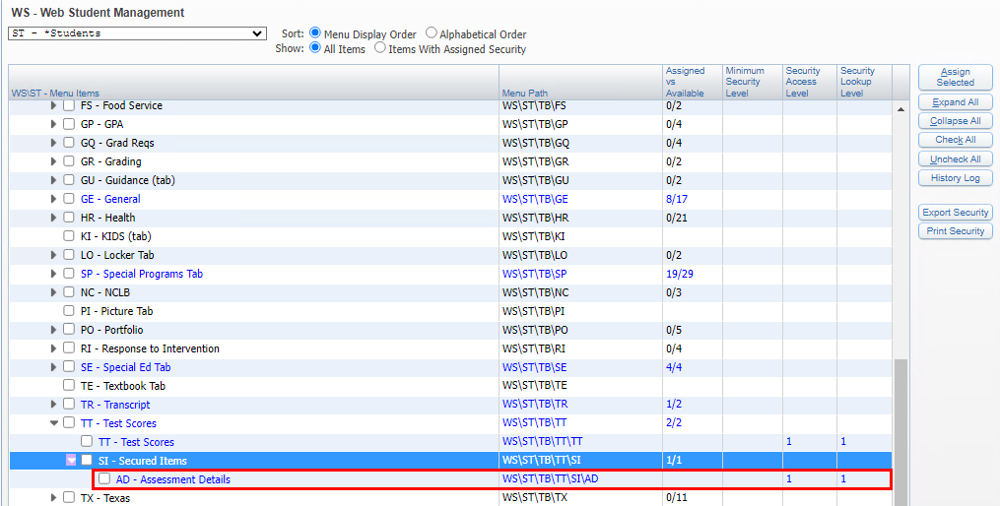 WS - Web Student Management
ST - *Students
Sort: Menu Display Order Alphabetical Order
Show: All Items Items With Assigned Security
WS\ST - Menu Items Menu Path Assigned vs Available Minimum Security Level Security Access Level Security Lookup Level
FS - Food Service WS\ST\TB\FS 0/2
GP - GPA WS\ST\TB\GP 0/4
GQ - Grad Reqs WS\ST\TB\GQ 0/4
GR - Grading WS\ST\TB\GR 0/2
GU - Guidance (tab) WS\ST\TB\GU 0/2
GE - General WS\ST\TB\GE 8/17
HR - Health WS\ST\TB\HR 0/21
KI - KIDS (tab) WS\ST\TB\KI
LO - Locker Tab WS\ST\TB\LO 0/2
SP - Special Programs Tab WS\ST\TB\SP 19/29
NC - NCLB WS\ST\TB\NC 0/3
PI - Picture Tab WS\ST\TB\PI
PO - Portfolio WS\ST\TB\PO 0/5
RI - Response to Intervention WS\ST\TB\RI 0/4
SE - Special Ed Tab WS\ST\TB\SE 4/4
TE - Textbook Tab WS\ST\TB\TE
TR - Transcript WS\ST\TB\TR 1/2
TT - Test Scores WS\ST\TB\TT 2/2
TT - Test Scores WS\ST\TB\TT\TT 1 1
SI - Secured Items WS\ST\TB\TT\SI 1/1
AD - Assessment Details WS\ST\TB\TT\SI\AD 1 1
TX - Texas WS\ST\TB\TX 0/11
Assign
Selected
Expand All
Collapse All
Check All
Uncheck All
History Log
Export Security
Print Security